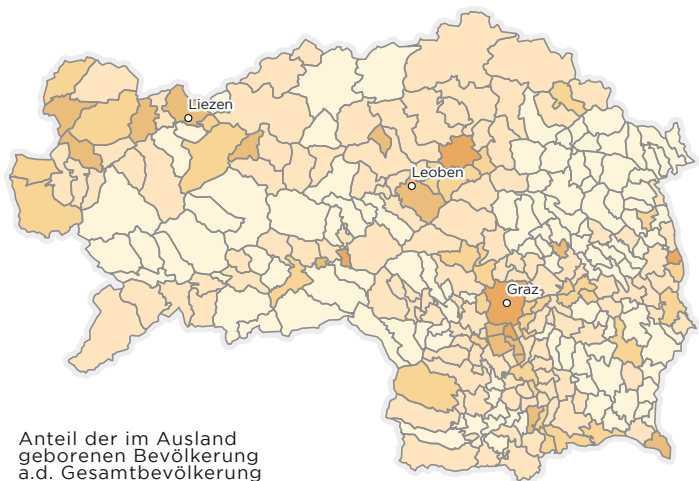 Liezen
Leoben
Graz
Anteil der im Ausland
geborenen Bevölkerung
a.d. Gesamtbevölkerung